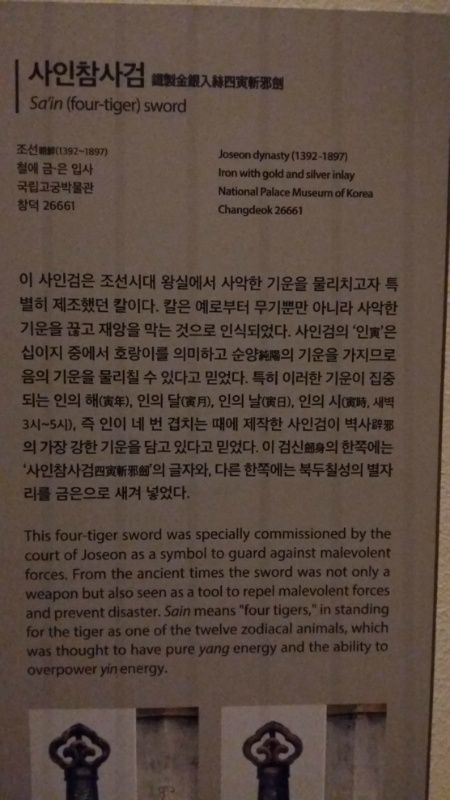 사인참사검 鐵製金銀入絲四寅斬邪劍
Sa'in (four-tiger) sword
조선朝鮮(1392~1897)
철에 금·은 입사
국립고궁박물관
창덕 26661
Joseon dynasty (1392-1897)
Iron with gold and silver inlay
National Palace Museum of Korea
Changdeok 26661
이 사인검은 조선시대 왕실에서 사악한 기운을 물리치고자 특
별히 제조했던 칼이다. 칼은 예로부터 무기뿐만 아니라 사악한
기운을 끊고 재앙을 막는 것으로 인식되었다. 사인검의 '인寅'은
십이지 중에서 호랑이를 의미하고 순양純陽의 기운을 가지므로
음의 기운을 물리칠 수 있다고 믿었다. 특히 이러한 기운이 집중
되는 인의 해(寅年), 인의 달(寅月), 인의 날(寅日), 인의 시(寅時, 새벽
3시~5시), 즉 인이 네 번 겹치는 때에 제작한 사인검이 벽사辟邪
의 가장 강한 기운을 담고 있다고 믿었다. 이 검신劒身의 한쪽에는
'사인참사검四寅斬邪劒'의 글자와, 다른 한쪽에는 북두칠성의 별자
리를 금은으로 새겨 넣었다.
This four-tiger sword was specially commissioned by the
court of Joseon as a symbol to guard against malevolent
forces. From the ancient times the sword was not only a
weapon but also seen as a tool to repel malevolent forces
and prevent disaster. Sain means "four tigers," in standing
for the tiger as one of the twelve zodiacal animals, which
was thought to have pure yang energy and the ability to
overpower yin energy.